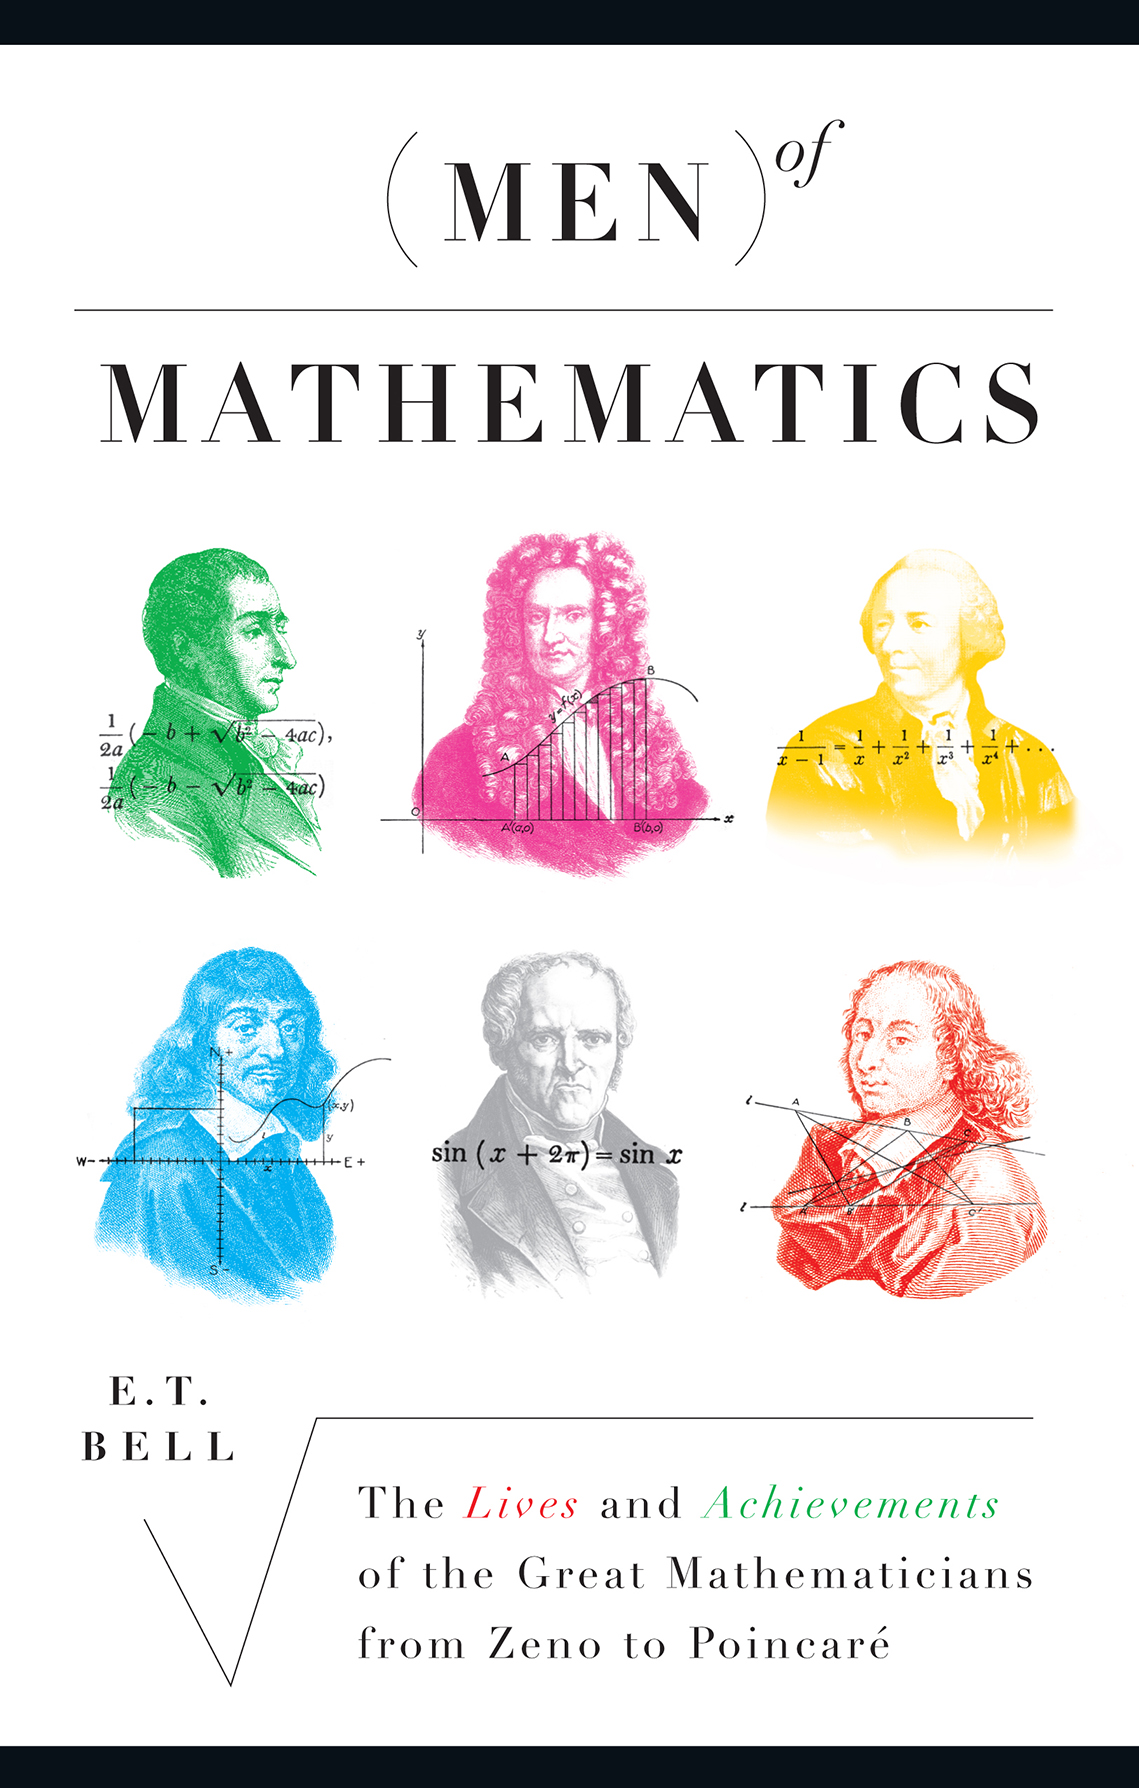 (MEN)of
MATHEMATICS
1/2a (− b + √b² − 4ac),
1/2a (− b − √b² − 4ac)
y
B
y=f(x)
A
O
A'(a,o)
B'(b,o)
x
1/(x − 1) = 1/x + 1/x² + 1/x³ + 1/x⁴ + . . .
N+
(x,y)
y
W−
x
E+
S−
sin (x + 2π) = sin x
l
A
B
C
l'
A'
B'
C'
E.T.
BELL
The Lives and Achievements
of the Great Mathematicians
from Zeno to Poincaré